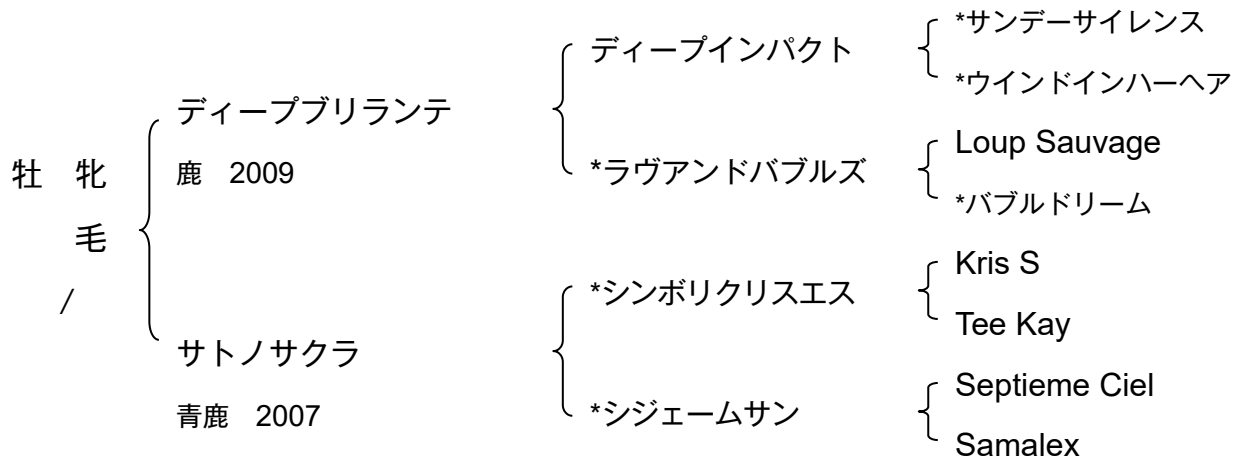 牡 牝
毛
/
ディープブリランテ
鹿 2009
サトノサクラ
青鹿 2007
ディープインパクト
*ラヴアンドバブルズ
*シンボリクリスエス
*シジェームサン
*サンデーサイレンス
*ウインドインハーヘア
Loup Sauvage
*バブルドリーム
Kris S
Tee Kay
Septieme Ciel
Samalex